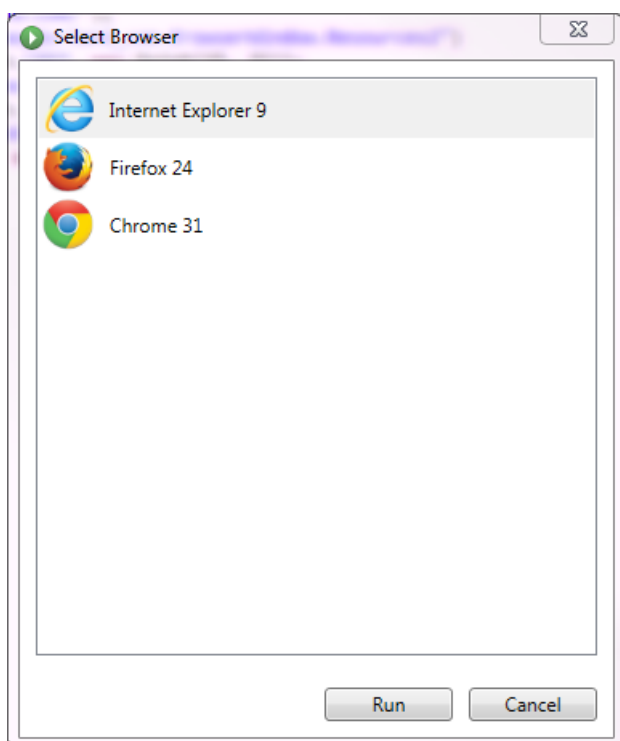 Select Browser
Internet Explorer 9
Firefox 24
Chrome 31
Run
Cancel